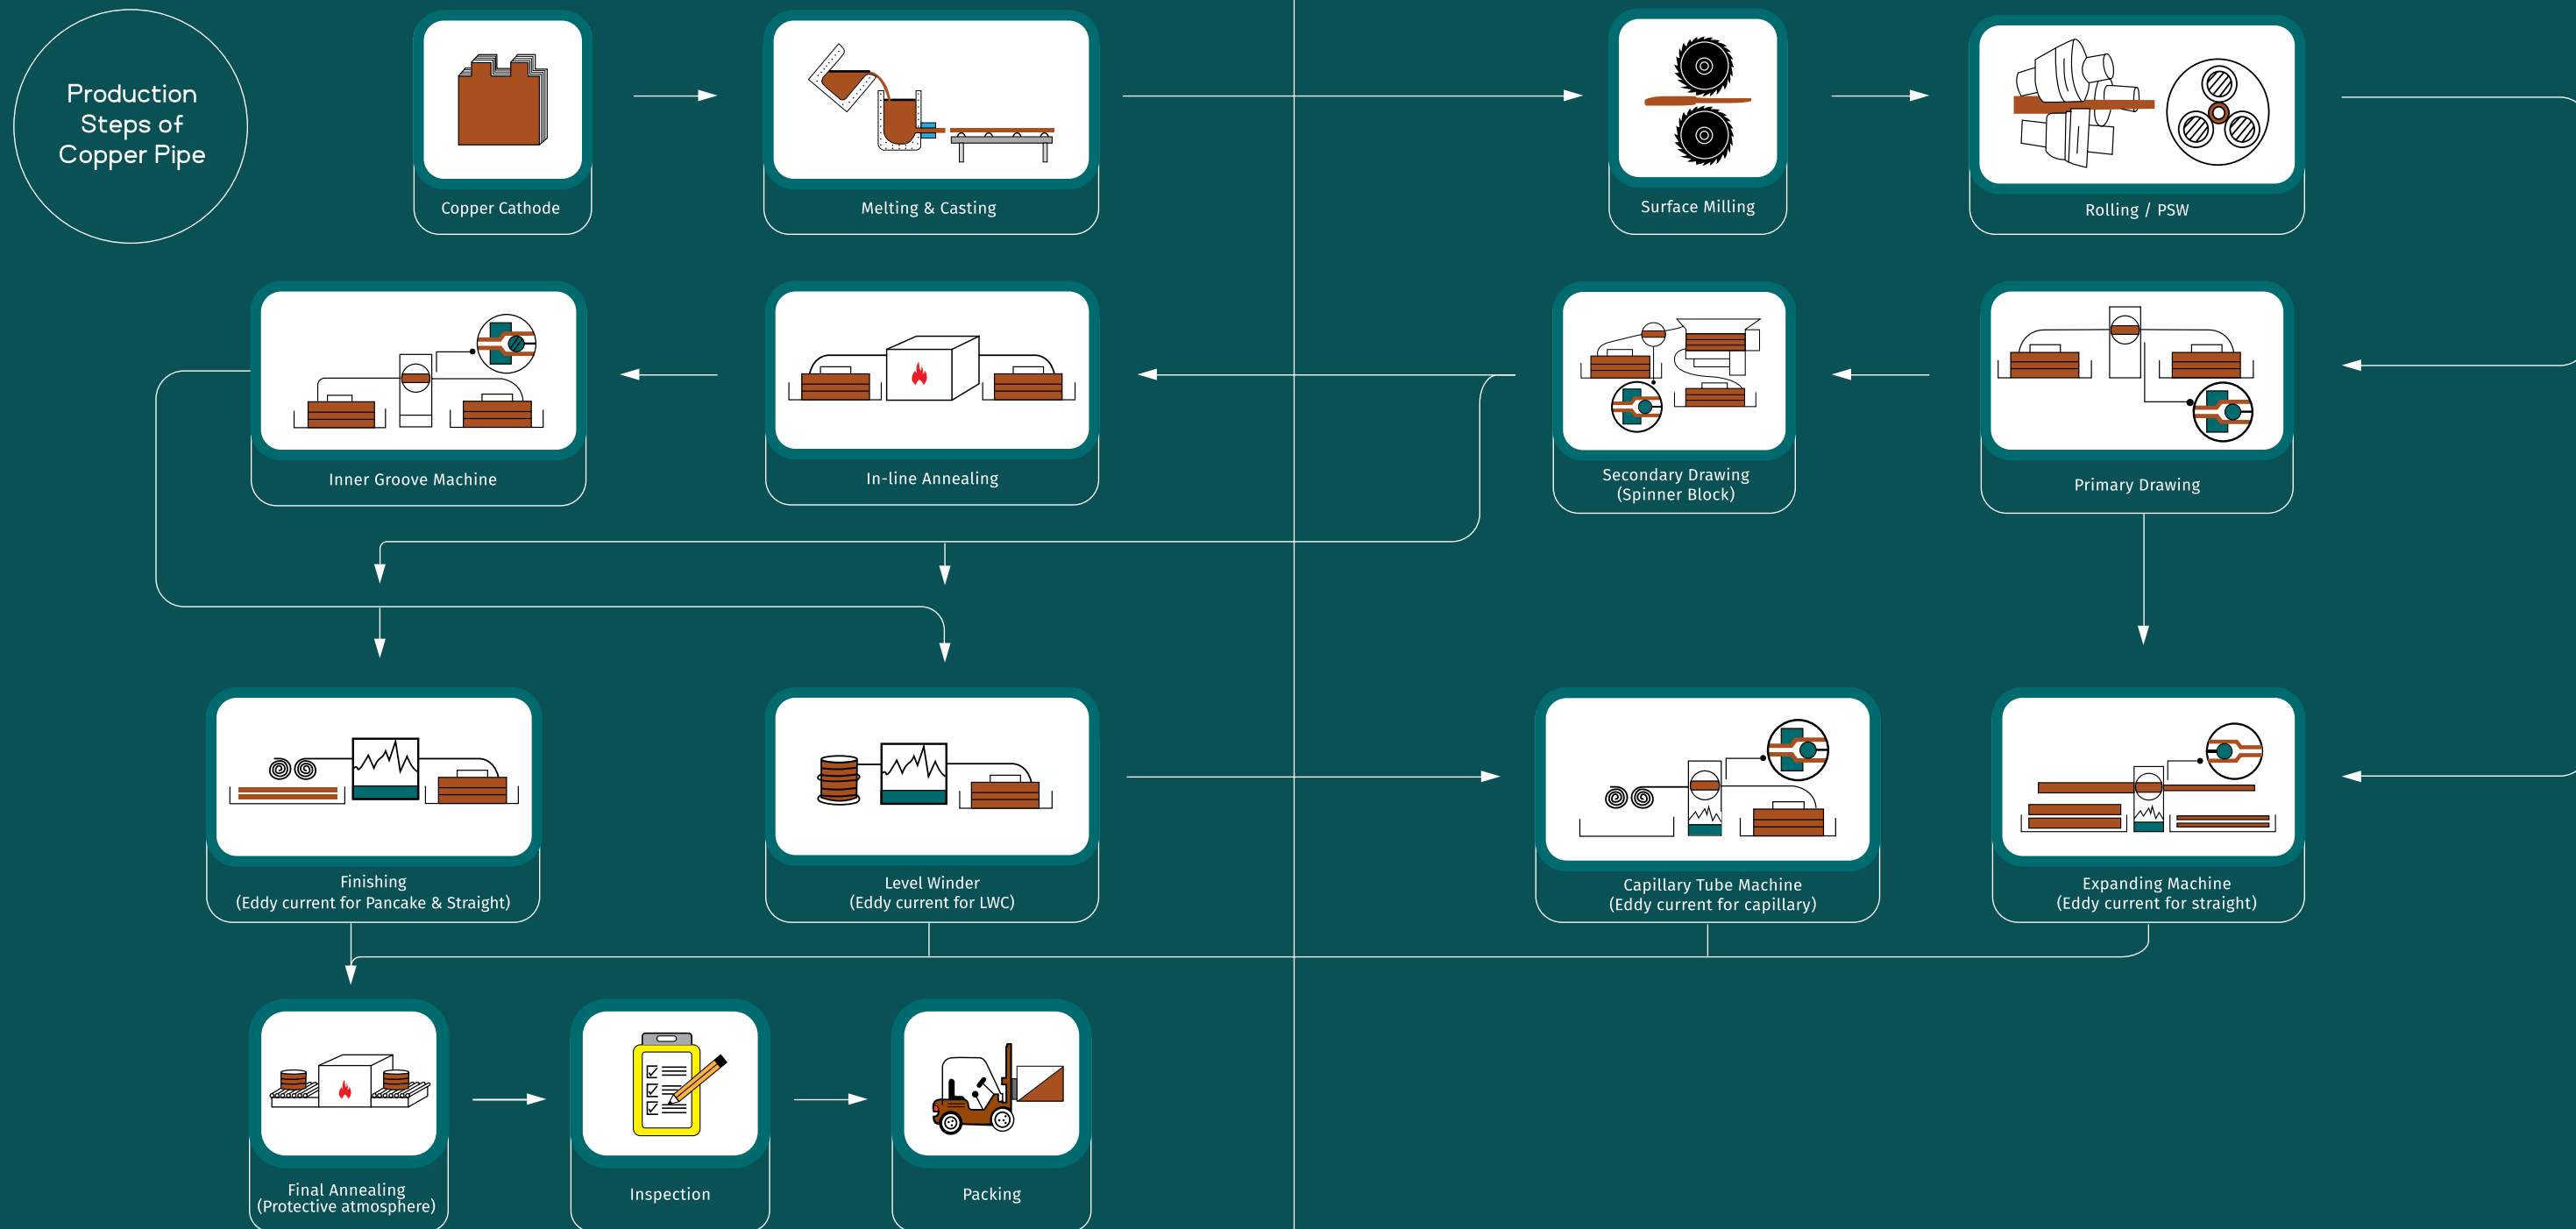 Production
Steps of
Copper Pipe
Copper Cathode
Melting & Casting
Surface Milling
Rolling / PSW
Inner Groove Machine
In-line Annealing
Secondary Drawing
(Spinner Block)
Primary Drawing
Finishing
(Eddy current for Pancake & Straight)
Level Winder
(Eddy current for LWC)
Capillary Tube Machine
(Eddy current for capillary)
Expanding Machine
(Eddy current for straight)
Final Annealing
(Protective atmosphere)
Inspection
Packing